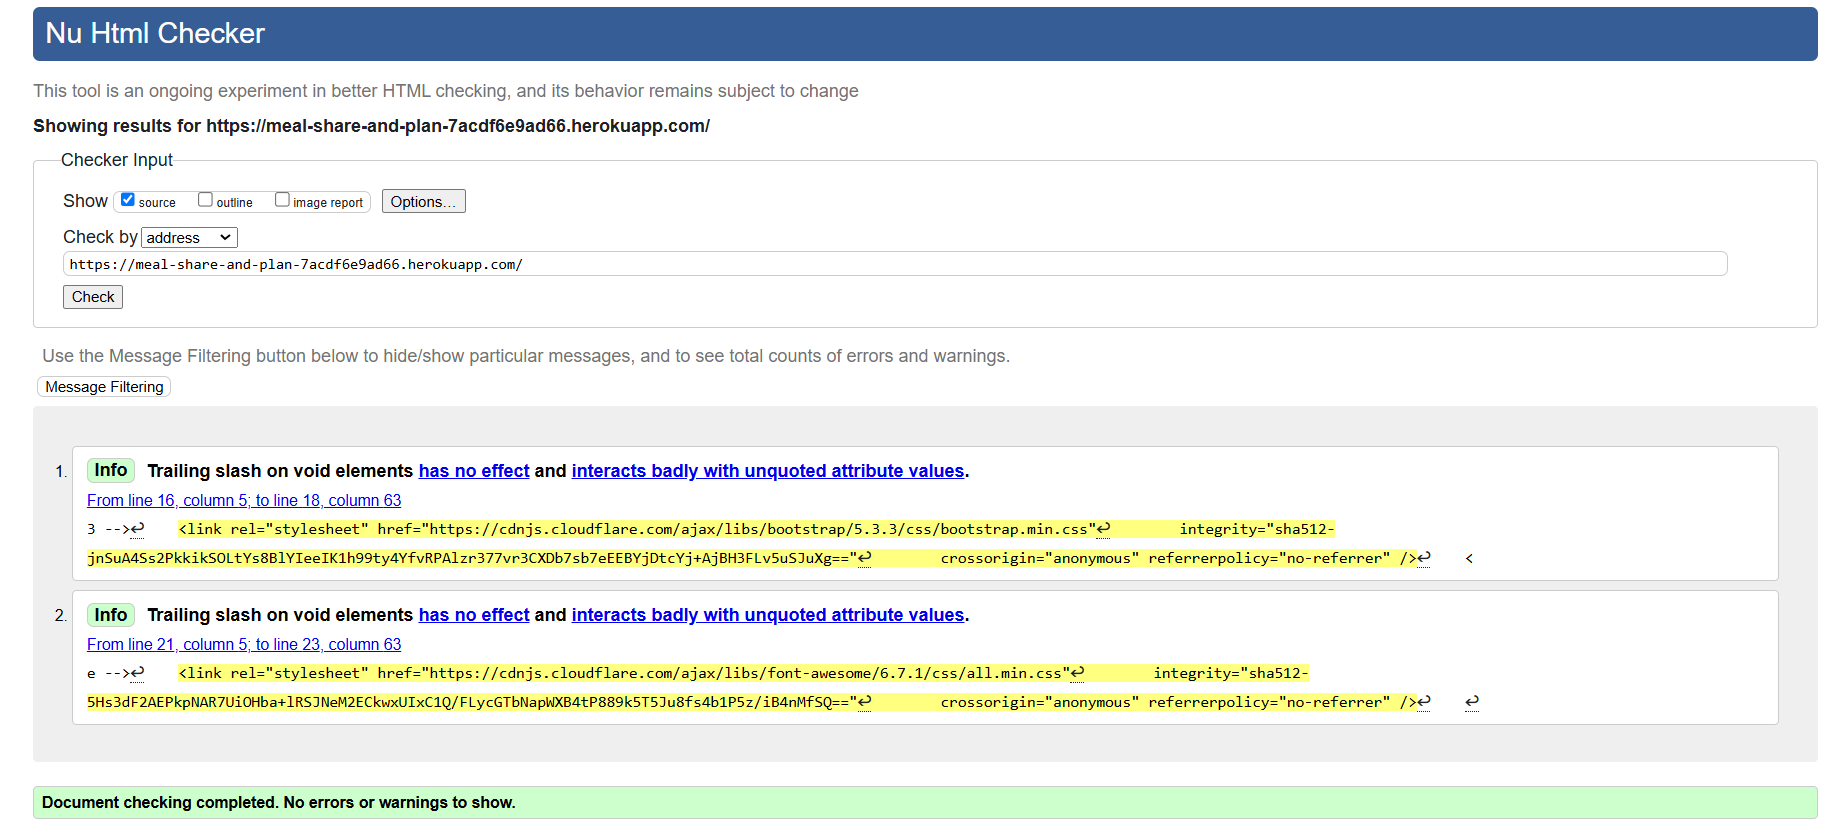 Nu Html Checker
This tool is an ongoing experiment in better HTML checking, and its behavior remains subject to change
Showing results for https://meal-share-and-plan-7acdf6e9ad66.herokuapp.com/
Checker Input
Show source outline image report Options...
Check by address
https://meal-share-and-plan-7acdf6e9ad66.herokuapp.com/
Check
Use the Message Filtering button below to hide/show particular messages, and to see total counts of errors and warnings.
Message Filtering
1. Info Trailing slash on void elements has no effect and interacts badly with unquoted attribute values.
From line 16, column 5; to line 18, column 63
3 -->↩ <link rel="stylesheet" href="https://cdnjs.cloudflare.com/ajax/libs/bootstrap/5.3.3/css/bootstrap.min.css"↩ integrity="sha512-
jnSuA4Ss2PkkikSOLtYs8BlYIeeIK1h99ty4YfvRPAlzr377vr3CXDb7sb7eEEBYjDtcYj+AjBH3FLv5uSJuXg=="↩ crossorigin="anonymous" referrerpolicy="no-referrer" />↩ <
2. Info Trailing slash on void elements has no effect and interacts badly with unquoted attribute values.
From line 21, column 5; to line 23, column 63
e -->↩ <link rel="stylesheet" href="https://cdnjs.cloudflare.com/ajax/libs/font-awesome/6.7.1/css/all.min.css"↩ integrity="sha512-
5Hs3dF2AEPkpNAR7UiOHba+lRSJNeM2ECkwxUIxC1Q/FLycGTbNapWXB4tP889k5T5Ju8fs4b1P5z/iB4nMfSQ=="↩ crossorigin="anonymous" referrerpolicy="no-referrer" />↩ ↩
Document checking completed. No errors or warnings to show.